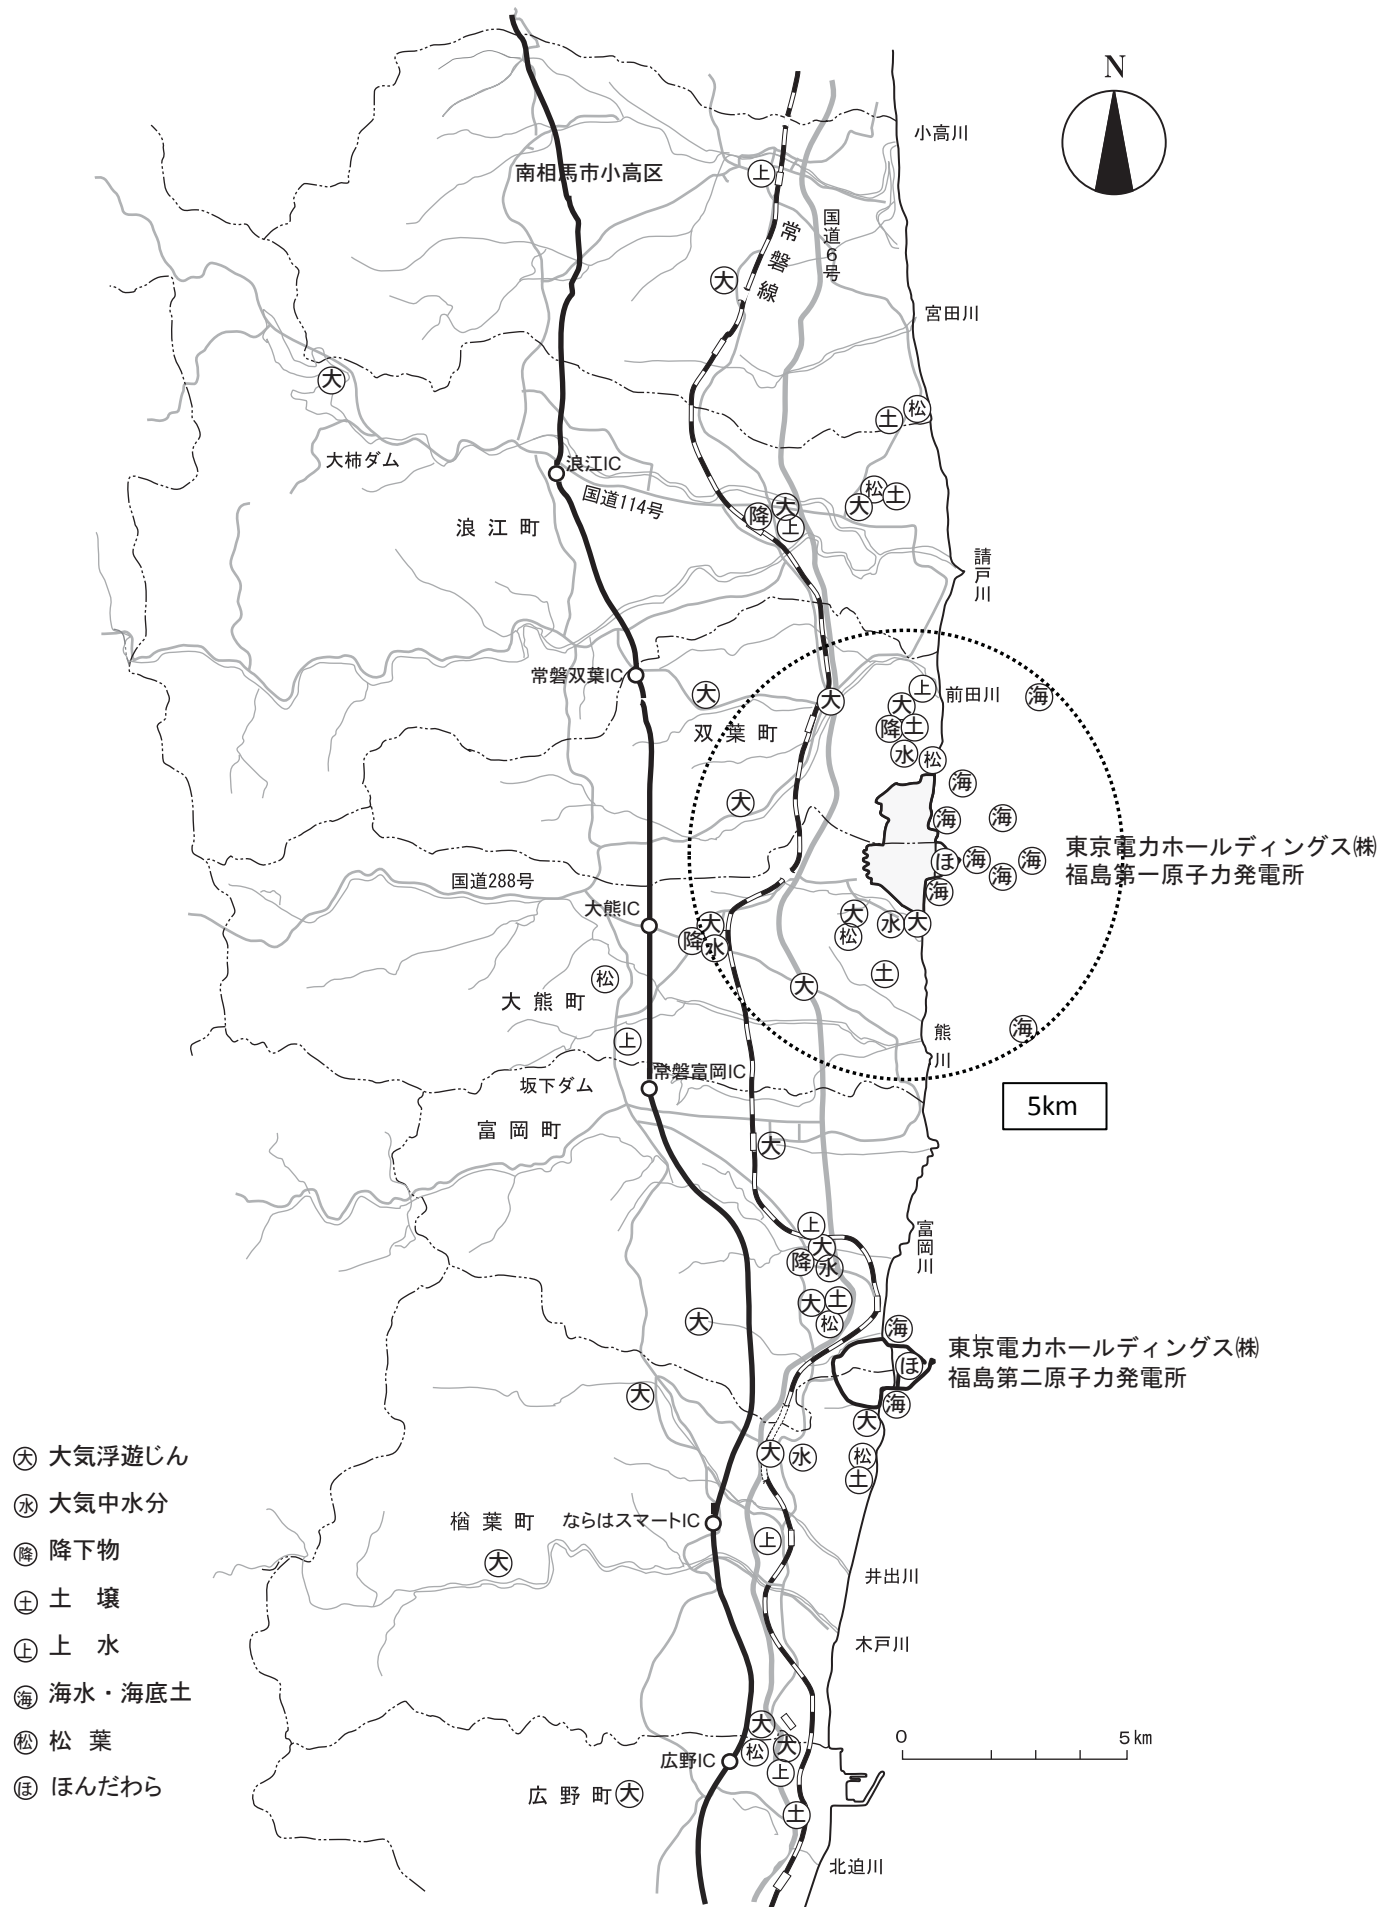 N
小高川
南相馬市小高区
上
国道6号
常磐線
大
宮田川
大
松
土
大柿ダム
浪江IC
国道114号
松
土
大
大
降
上
浪江町
請戸川
常磐双葉IC
大
大
上
前田川
海
大
双葉町
降
土
水
松
海
大
海
海
ほ
海
海
海
海
東京電力ホールディングス㈱
福島第一原子力発電所
国道288号
大熊IC
大
降
水
大
松
水
大
松
大
土
大熊町
上
熊川
海
常磐富岡IC
坂下ダム
5km
富岡町
大
上
大
降
水
富岡川
大
土
松
大
海
東京電力ホールディングス㈱
福島第二原子力発電所
ほ
大
海
大
大
水
松
土
楢葉町
ならはスマートIC
上
大
井出川
木戸川
大
松
大
上
広野IC
0
5km
広野町
大
土
北迫川
大 大気浮遊じん
水 大気中水分
降 降下物
土 土 壌
上 上 水
海 海水・海底土
松 松 葉
ほ ほんだわら